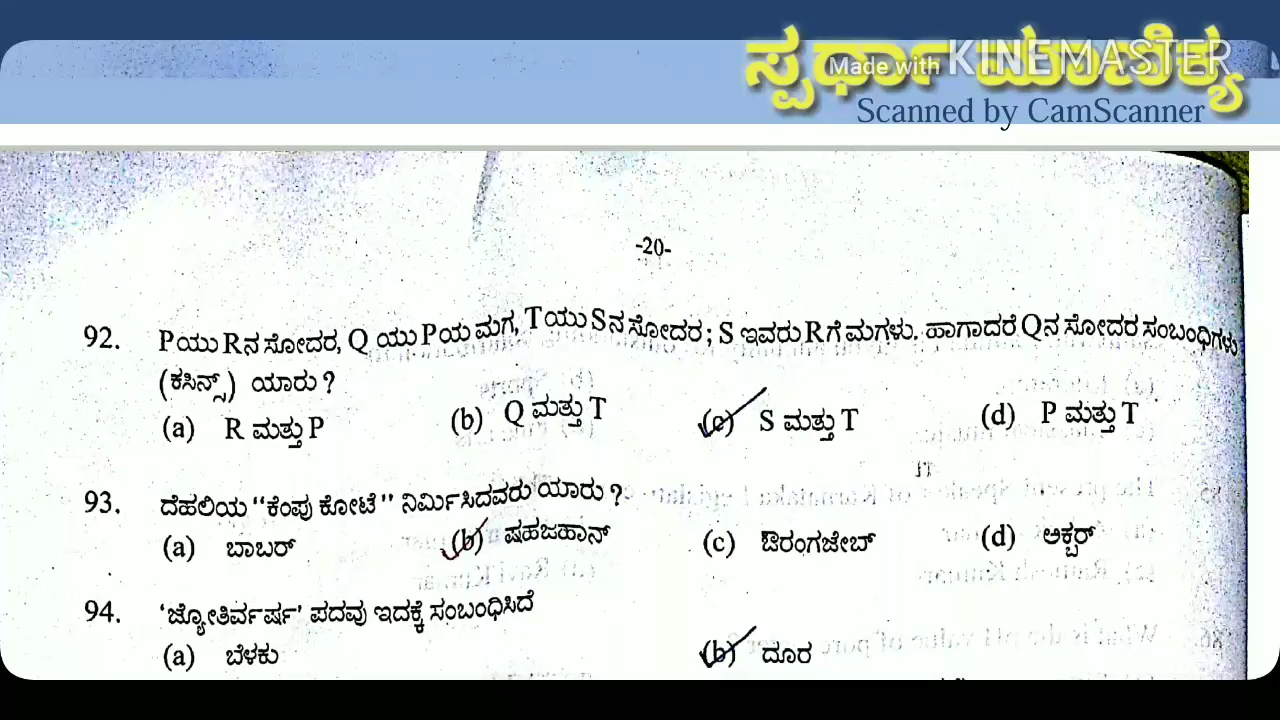 ಸ್ಪರ್ಧಾ ಮಾಣಿಕ್ಯ
Made with KINEMASTER
Scanned by CamScanner
-20-
92. Pಯು Rನ ಸೋದರ, Q ಯು Pಯ ಮಗ, Tಯು Sನ ಸೋದರ; S ಇವರು Rಗೆ ಮಗಳು. ಹಾಗಾದರೆ Qನ ಸೋದರ ಸಂಬಂಧಿಗಳು
(ಕಸಿನ್ಸ್) ಯಾರು ?
(a) R ಮತ್ತು P (b) Q ಮತ್ತು T (c) S ಮತ್ತು T (d) P ಮತ್ತು T
93. ದೆಹಲಿಯ “ಕೆಂಪು ಕೋಟೆ” ನಿರ್ಮಿಸಿದವರು ಯಾರು ?
(a) ಬಾಬರ್ (b) ಷಹಜಹಾನ್ (c) ಔರಂಗಜೇಬ್ (d) ಅಕ್ಬರ್
94. ‘ಜ್ಯೋತಿರ್ವರ್ಷ’ ಪದವು ಇದಕ್ಕೆ ಸಂಬಂಧಿಸಿದೆ
(a) ಬೆಳಕು (b) ದೂರ